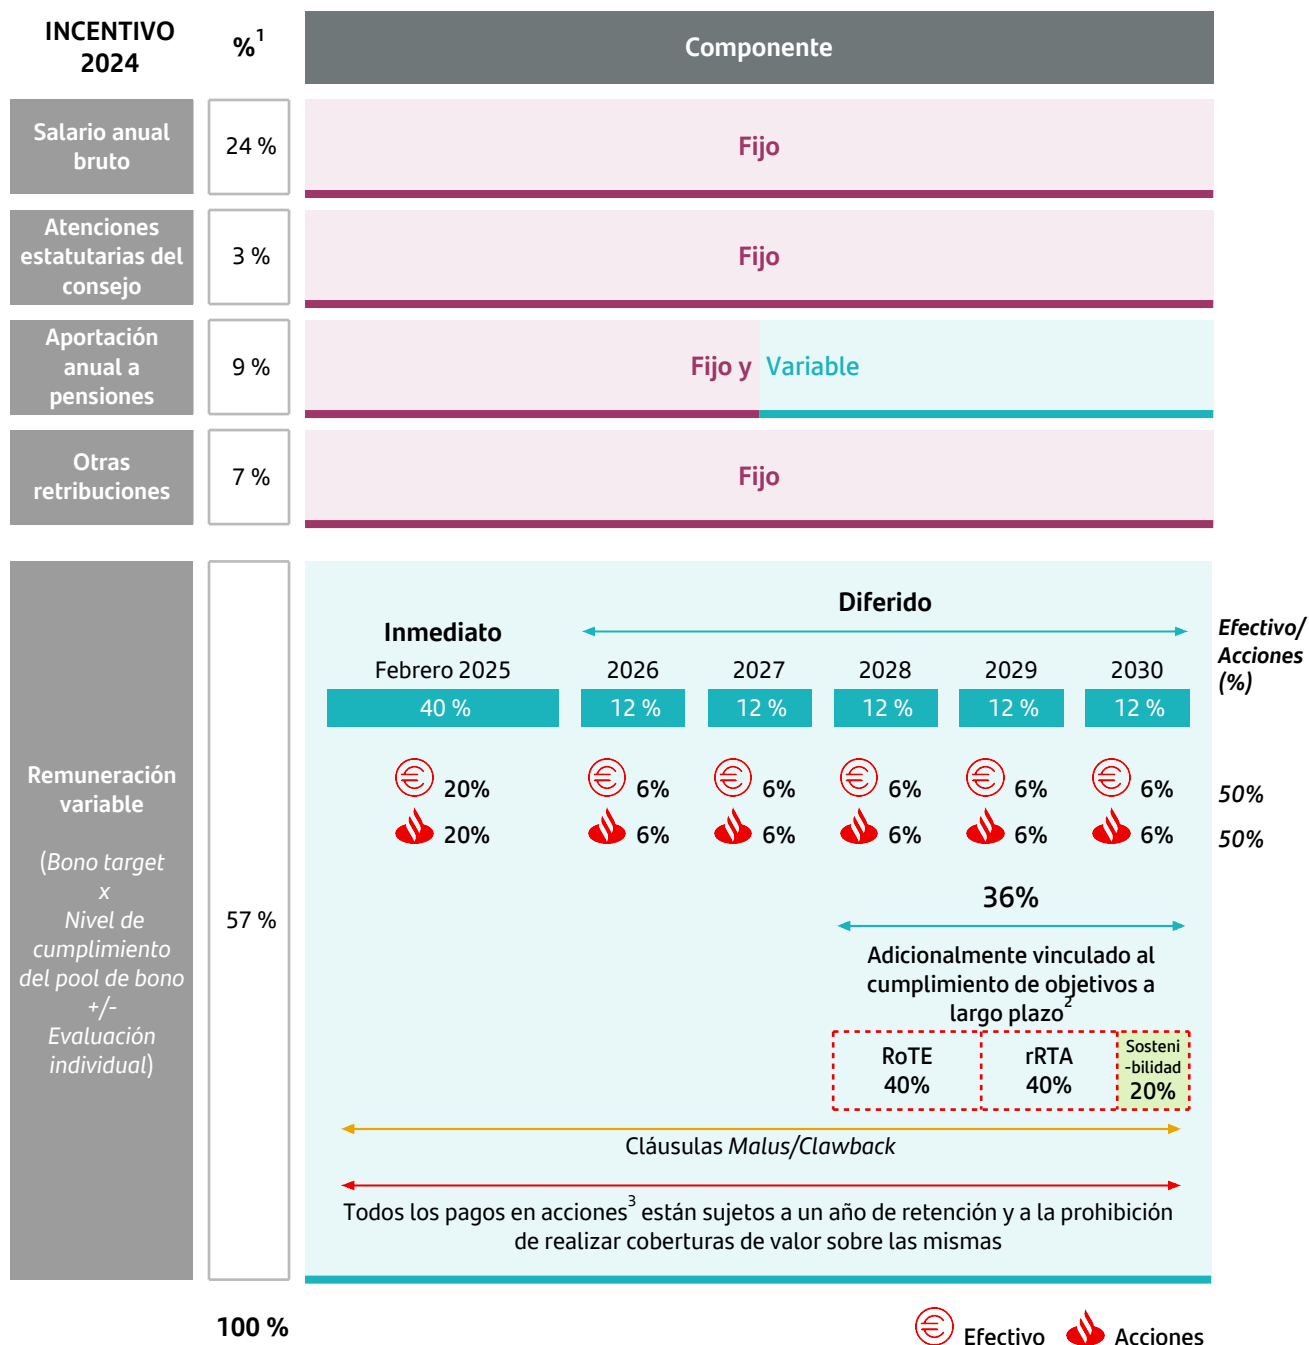 INCENTIVO
2024
%1
Componente
Salario anual
bruto
24 %
Fijo
Atenciones
estatutarias del
consejo
3 %
Fijo
Aportación
anual a
pensiones
9 %
Fijo y Variable
Otras
retribuciones
7 %
Fijo
Remuneración
variable
(Bono target
x
Nivel de
cumplimiento
del pool de bono
+/-
Evaluación
individual)
57 %
Diferido
Inmediato
Efectivo/
Acciones
(%)
Febrero 2025 2026 2027 2028 2029 2030
40 % 12 % 12 % 12 % 12 % 12 %
20% 6% 6% 6% 6% 6% 50%
20% 6% 6% 6% 6% 6% 50%
36%
Adicionalmente vinculado al
cumplimiento de objetivos a
largo plazo2
RoTE
40%
rRTA
40%
Sosteni
-bilidad
20%
Cláusulas Malus/Clawback
Todos los pagos en acciones3 están sujetos a un año de retención y a la prohibición
de realizar coberturas de valor sobre las mismas
100 %
Efectivo Acciones